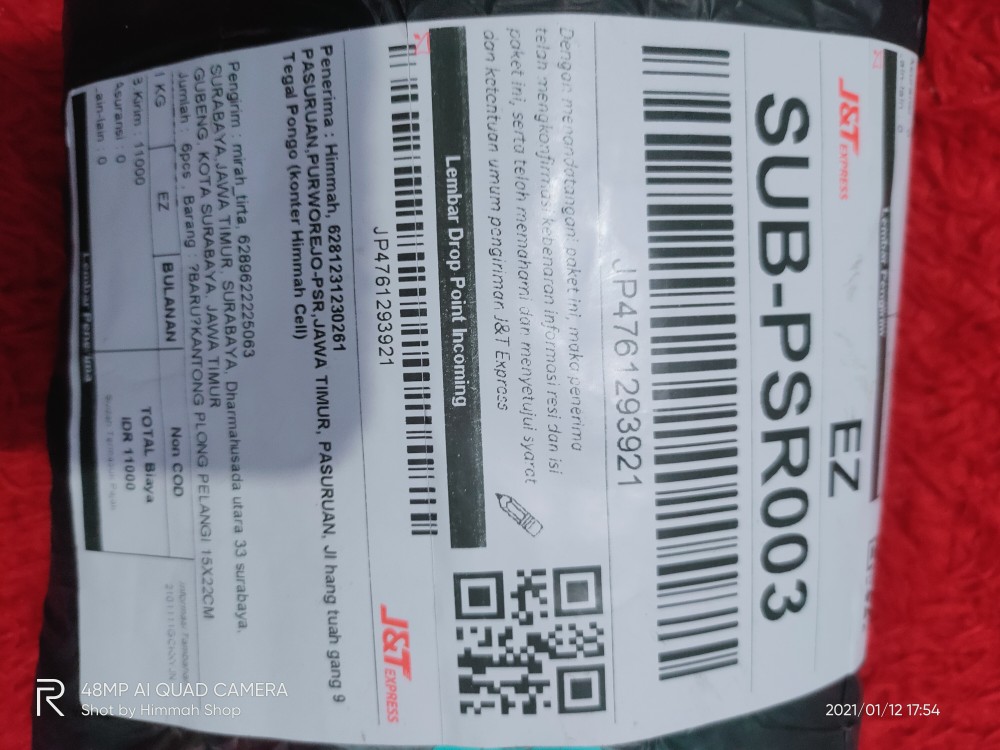 J&T EXPRESS
EZ
SUB-PSR003
JP4761293921
Dengan menandatangani paket ini, maka penerima
telah mengkonfirmasi kebenaran informasi resi dan isi
paket ini, serta telah memahami dan menyetujui syarat
dan ketentuan umum pengiriman J&T Express
Lembar Drop Point Incoming
JP4761293921
J&T EXPRESS
Penerima : Himmah, 6281231230261
PASURUAN,PURWOREJO-PSR,JAWA TIMUR, PASURUAN, Jl hang tuah gang 9
Tegal Pongo (konter Himmah Cell)
Pengirim : mirah_tirta, 6289622225063
SURABAYA,JAWA TIMUR , SURABAYA, Dharmahusada utara 33 surabaya,
GUBENG, KOTA SURABAYA, JAWA TIMUR
Jumlah : 6pcs , Barang : ?BARU?KANTONG PLONG PELANGI 15X22CM
1 KG EZ BULANAN Non COD
B.Kirim : 11000 TOTAL Biaya
Asuransi : 0 IDR 11000
ain-lain : 0
Lembar Penerima
R 48MP AI QUAD CAMERA
Shot by Himmah Shop
2021/01/12 17:54